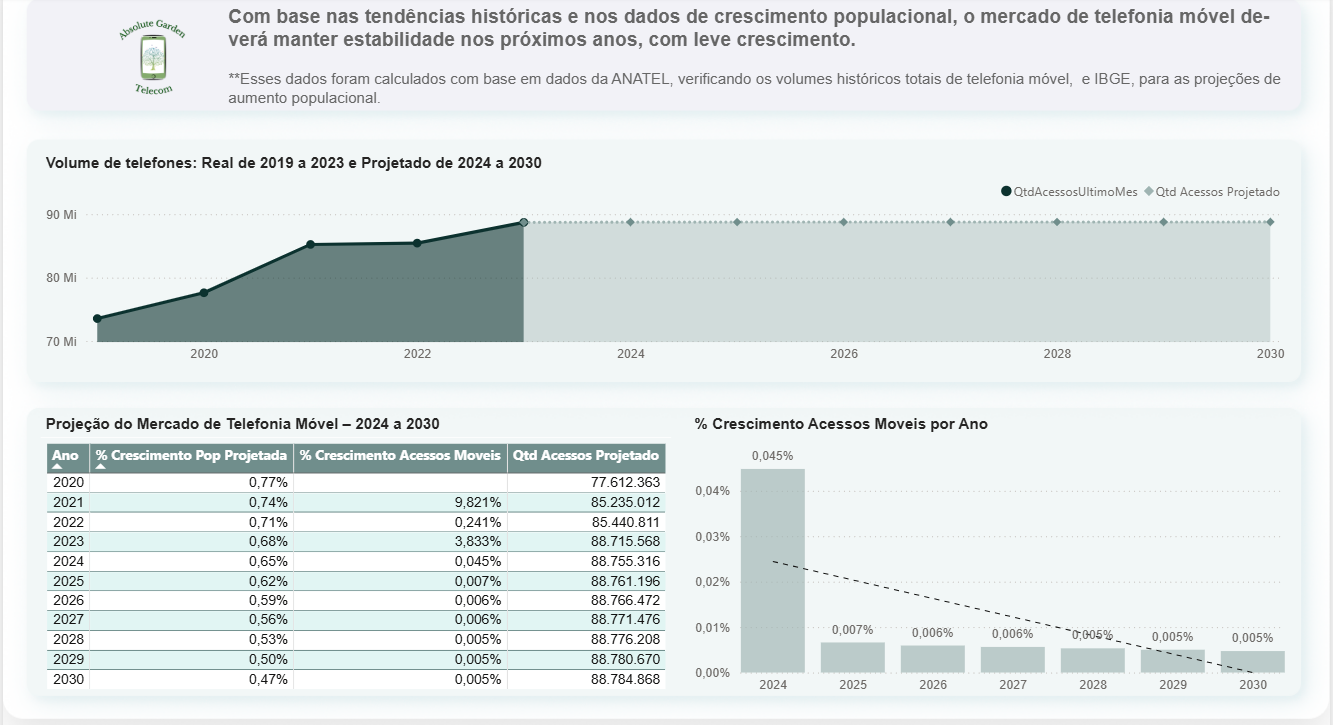 Absolute Garden
Telecom
Com base nas tendências históricas e nos dados de crescimento populacional, o mercado de telefonia móvel de-
verá manter estabilidade nos próximos anos, com leve crescimento.
**Esses dados foram calculados com base em dados da ANATEL, verificando os volumes históricos totais de telefonia móvel,  e IBGE, para as projeções de
aumento populacional.
Volume de telefones: Real de 2019 a 2023 e Projetado de 2024 a 2030
QtdAcessosUltimoMes Qtd Acessos Projetado
90 Mi
80 Mi
70 Mi
2020 2022 2024 2026 2028 2030
Projeção do Mercado de Telefonia Móvel – 2024 a 2030
Ano % Crescimento Pop Projetada % Crescimento Acessos Moveis Qtd Acessos Projetado
2020 0,77% 77.612.363
2021 0,74% 9,821% 85.235.012
2022 0,71% 0,241% 85.440.811
2023 0,68% 3,833% 88.715.568
2024 0,65% 0,045% 88.755.316
2025 0,62% 0,007% 88.761.196
2026 0,59% 0,006% 88.766.472
2027 0,56% 0,006% 88.771.476
2028 0,53% 0,005% 88.776.208
2029 0,50% 0,005% 88.780.670
2030 0,47% 0,005% 88.784.868
% Crescimento Acessos Moveis por Ano
0,045%
0,04%
0,03%
0,02%
0,01%
0,007% 0,006% 0,006% 0,005% 0,005% 0,005%
0,00%
2024 2025 2026 2027 2028 2029 2030